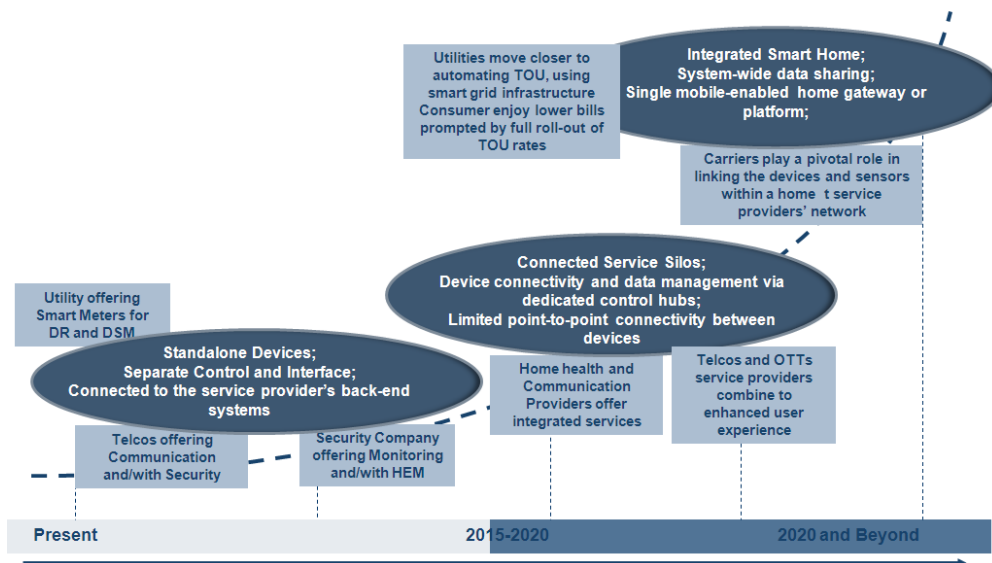 Utilities move closer to
automating TOU, using
smart grid infrastructure
Consumer enjoy lower bills
prompted by full roll-out of
TOU rates
Integrated Smart Home;
System-wide data sharing;
Single mobile-enabled home gateway or
platform;
Carriers play a pivotal role in
linking the devices and sensors
within a home t service
providers' network
Connected Service Silos;
Device connectivity and data management via
dedicated control hubs;
Limited point-to-point connectivity between
devices
Utility offering
Smart Meters for
DR and DSM
Standalone Devices;
Separate Control and Interface;
Connected to the service provider's back-end
systems
Home health and
Communication
Providers offer
integrated services
Telcos and OTTs
service providers
combine to
enhanced user
experience
Telcos offering
Communication
and/with Security
Security Company
offering Monitoring
and/with HEM
Present
2015-2020
2020 and Beyond